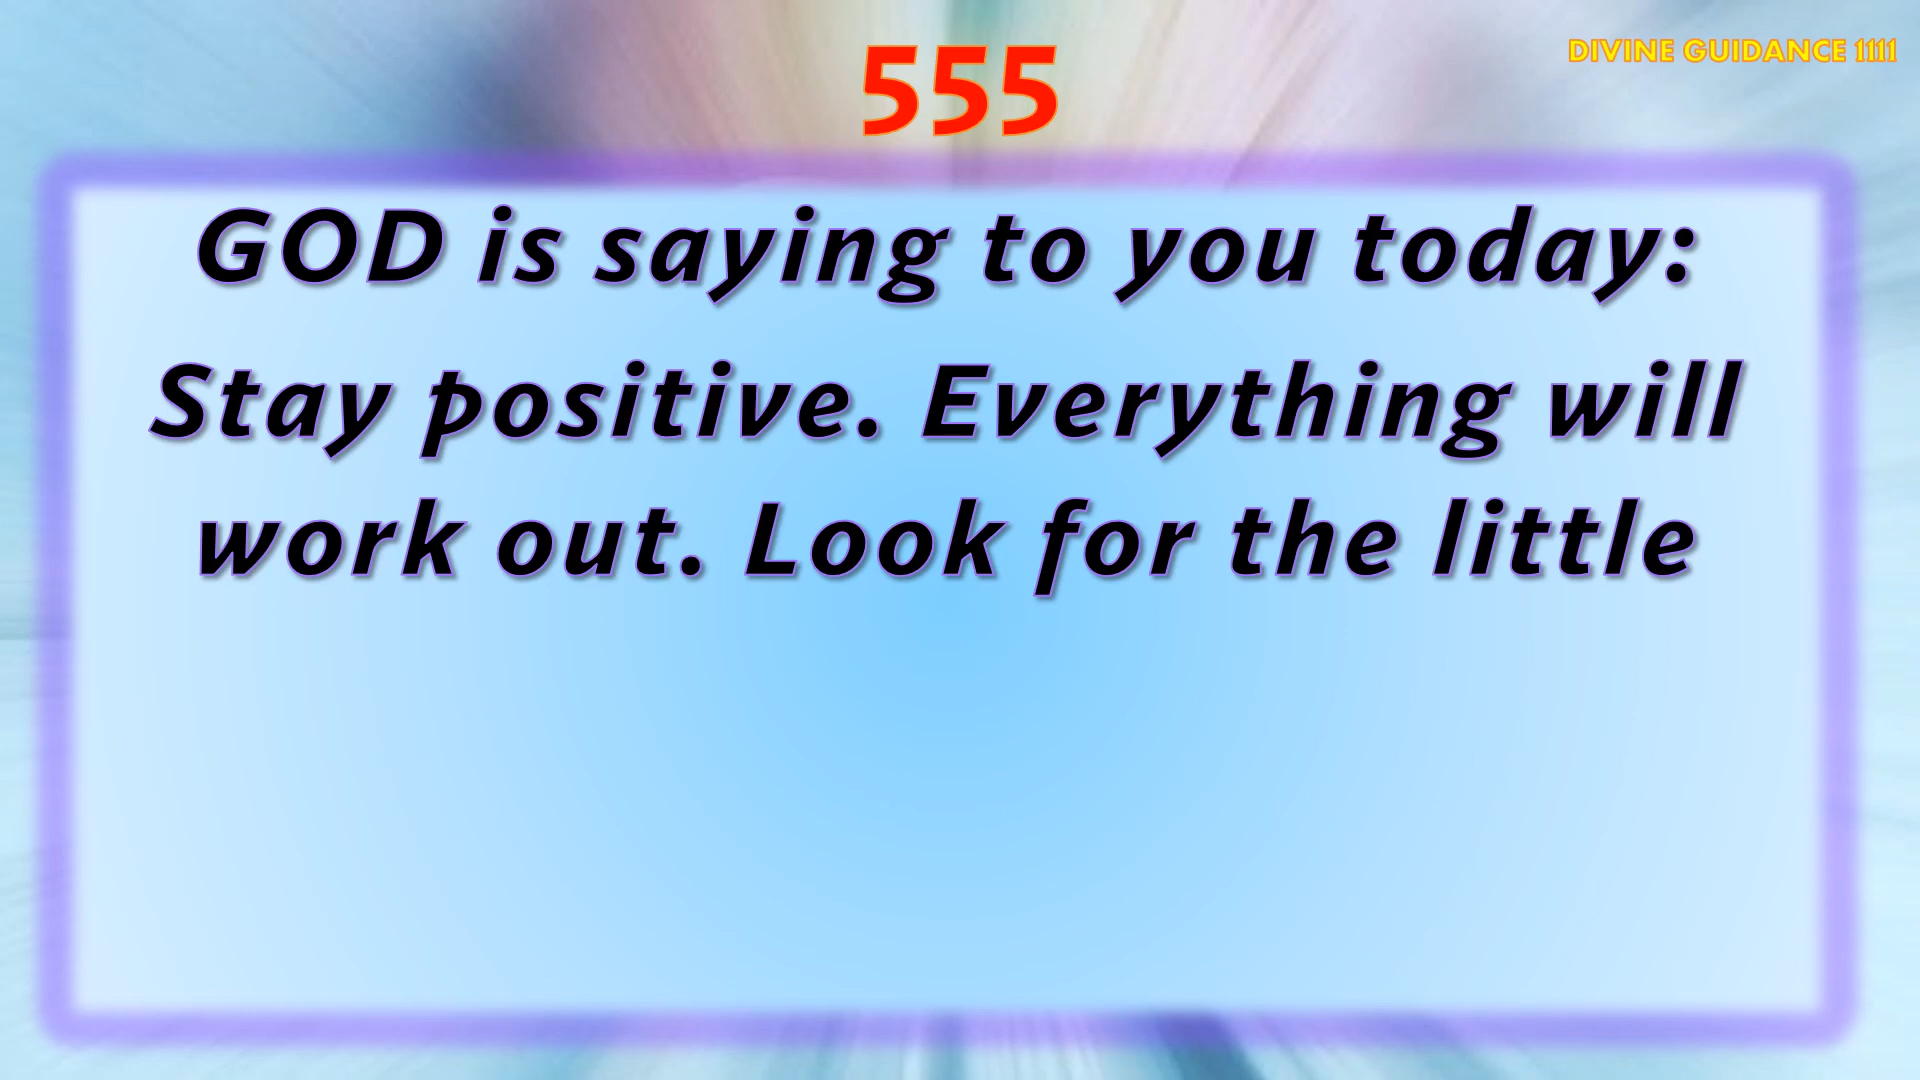 555
DIVINE GUIDANCE 1111
GOD is saying to you today:
Stay positive. Everything will
work out. Look for the little